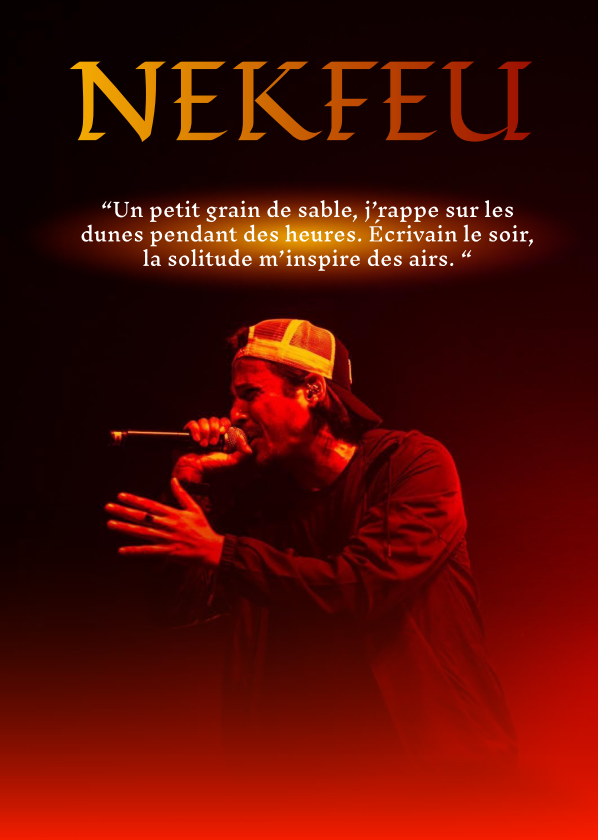 NEKFEU
“Un petit grain de sable, j’rappe sur les
dunes pendant des heures. Écrivain le soir,
la solitude m’inspire des airs. “